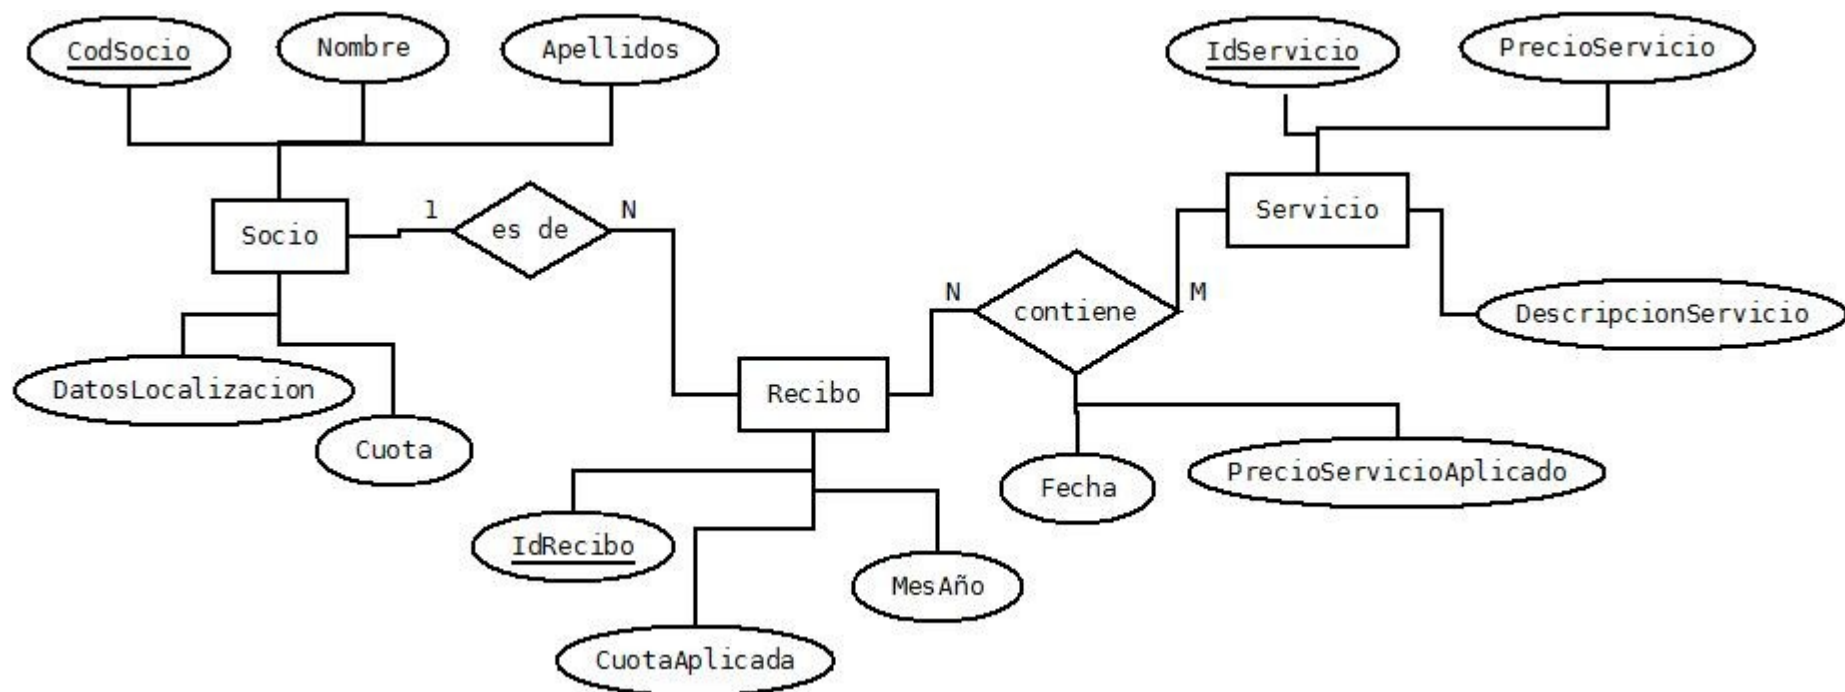 CodSocio
Nombre
Apellidos
IdServicio
PrecioServicio
Socio
1
es de
N
Servicio
N
contiene
M
DescripcionServicio
DatosLocalizacion
Cuota
Recibo
Fecha
PrecioServicioAplicado
IdRecibo
MesAño
CuotaAplicada